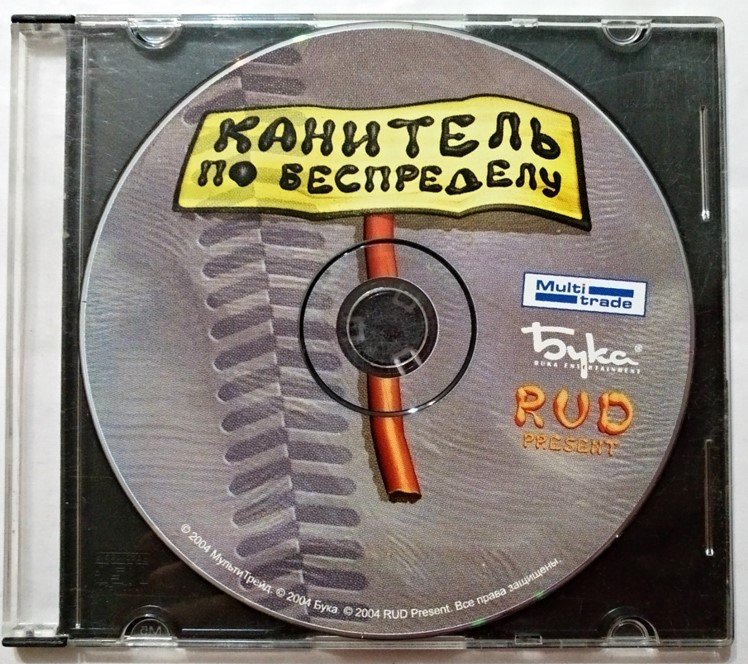 КАНИТЕЛЬ
ПО БЕСПРЕДЕЛУ
Multi
trade
Бука®
BUKA ENTERTAINMENT
RUD
PRESENT
© 2004 МультиТрейд. © 2004 Бука. © 2004 RUD Present. Все права защищены.